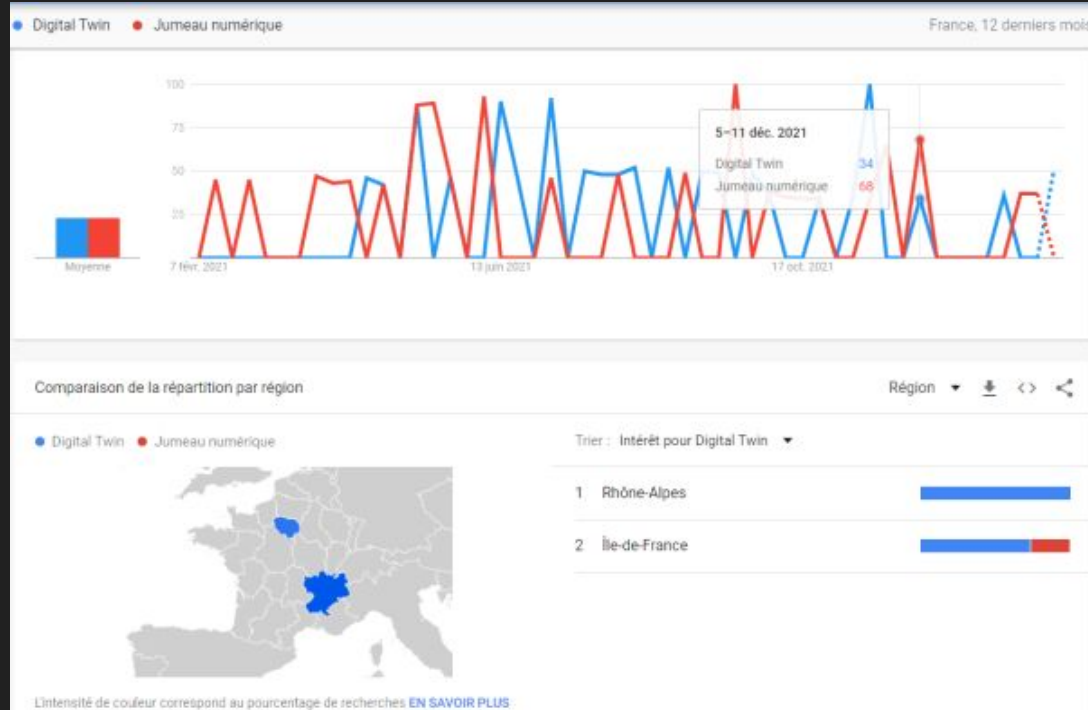 Digital Twin Jumeau numérique France, 12 derniers mois
100
75
50
25
5–11 déc. 2021
Digital Twin 34
Jumeau numérique 68
Moyenne
7 févr. 2021 13 juin 2021 17 oct. 2021
Comparaison de la répartition par région Région
Digital Twin Jumeau numérique
Trier : Intérêt pour Digital Twin
1 Rhône-Alpes
2 Île-de-France
L'intensité de couleur correspond au pourcentage de recherches EN SAVOIR PLUS